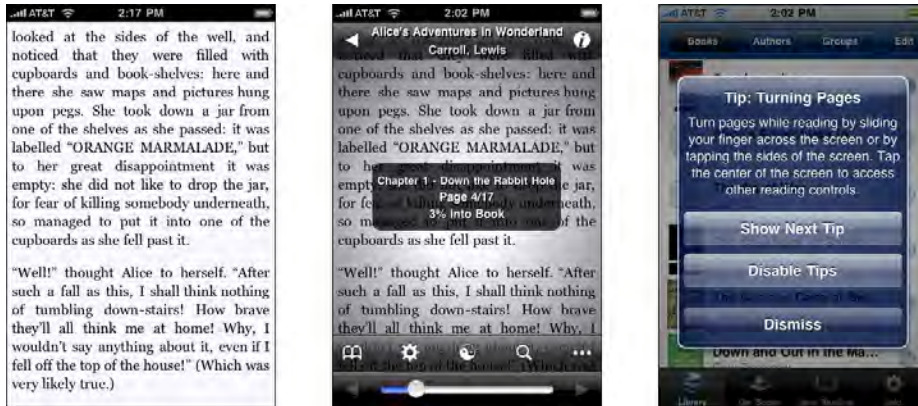 AT&T 2:17 PM
looked at the sides of the well, and
noticed that they were filled with
cupboards and book-shelves: here and
there she saw maps and pictures hung
upon pegs. She took down a jar from
one of the shelves as she passed: it was
labelled “ORANGE MARMALADE,” but
to her great disappointment it was
empty: she did not like to drop the jar,
for fear of killing somebody underneath,
so managed to put it into one of the
cupboards as she fell past it.
“Well!” thought Alice to herself. “After
such a fall as this, I shall think nothing
of tumbling down-stairs! How brave
they’ll all think me at home! Why, I
wouldn’t say anything about it, even if I
fell off the top of the house!” (Which was
very likely true.)
AT&T 2:02 PM
Alice's Adventures in Wonderland
Carroll, Lewis
cupboards and book-shelves: here and
there she saw maps and pictures hung
upon pegs. She took down a jar from
one of the shelves as she passed: it was
labelled “ORANGE MARMALADE,” but
to her great disappointment it was
Chapter 1 - Down the Rabbit Hole
Page 4/17
3% Into Book
cupboards as she fell past it.
“Well!” thought Alice to herself. “After
such a fall as this, I shall think nothing
of tumbling down-stairs! How brave
they’ll all think me at home! Why, I
AT&T 2:02 PM
Books Authors Groups Edit
Tip: Turning Pages
Turn pages while reading by sliding
your finger across the screen or by
tapping the sides of the screen. Tap
the center of the screen to access
other reading controls.
Show Next Tip
Disable Tips
Dismiss
Down and Out in the Ma...
Library